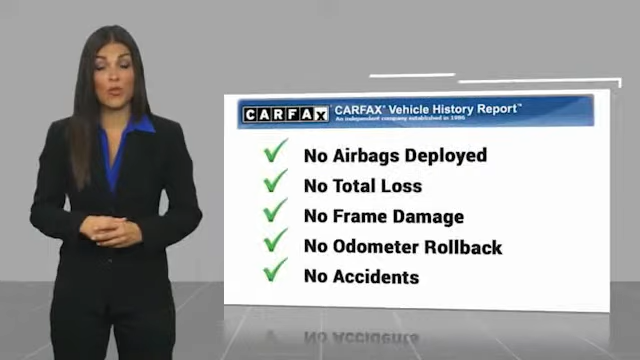 CARFAX CARFAX Vehicle History Report™
An independent company established in 1986
No Airbags Deployed
No Total Loss
No Frame Damage
No Odometer Rollback
No Accidents